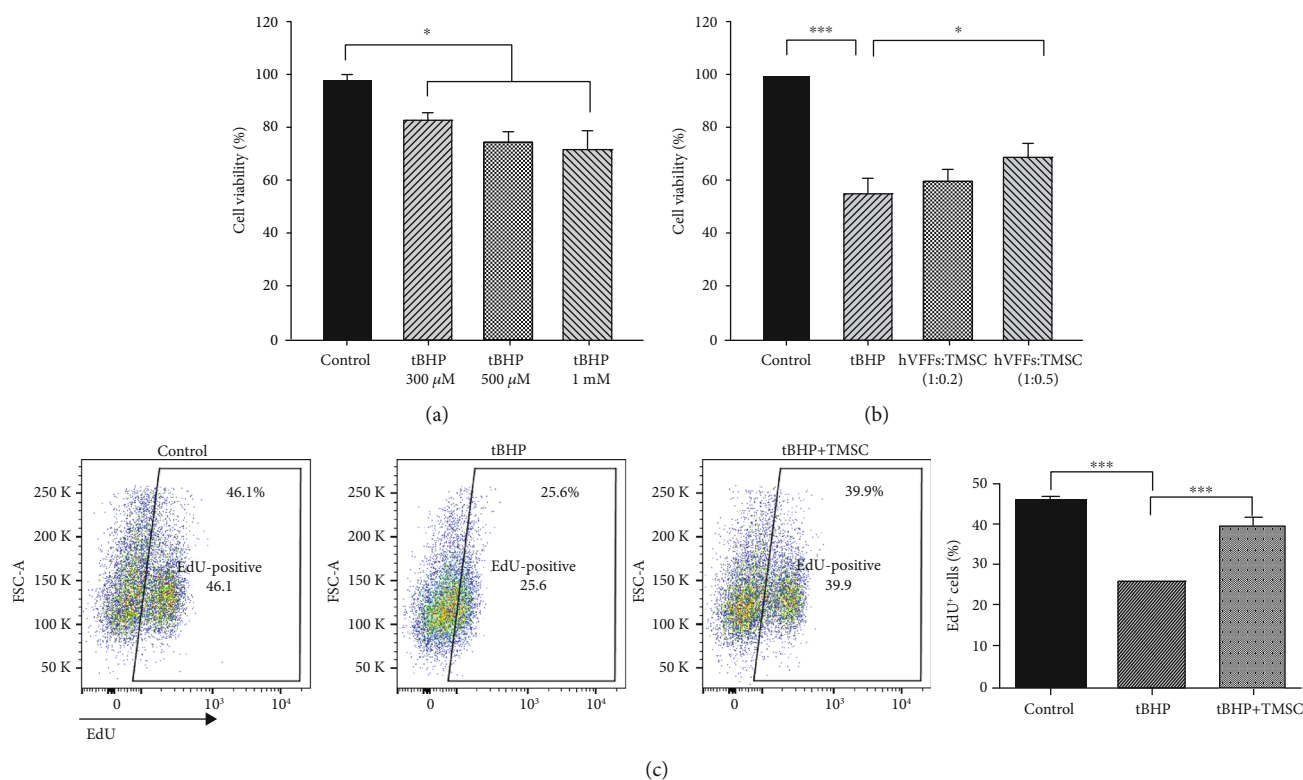 120
100
80
60
40
20
0
Cell viability (%)
*
Control
tBHP
300 μM
tBHP
500 μM
tBHP
1 mM
(a)
120
100
80
60
40
20
0
Cell viability (%)
***
*
Control
tBHP
hVFFs:TMSC
(1:0.2)
hVFFs:TMSC
(1:0.5)
(b)
Control
250 K
200 K
150 K
100 K
50 K
FSC-A
46.1%
EdU-positive
46.1
0
10³
10⁴
EdU
tBHP
250 K
200 K
150 K
100 K
50 K
FSC-A
25.6%
EdU-positive
25.6
0
10³
10⁴
tBHP+TMSC
250 K
200 K
150 K
100 K
50 K
FSC-A
39.9%
EdU-positive
39.9
0
10³
10⁴
50
40
30
20
10
0
EdU⁺ cells (%)
***
***
Control
tBHP
tBHP+TMSC
(c)